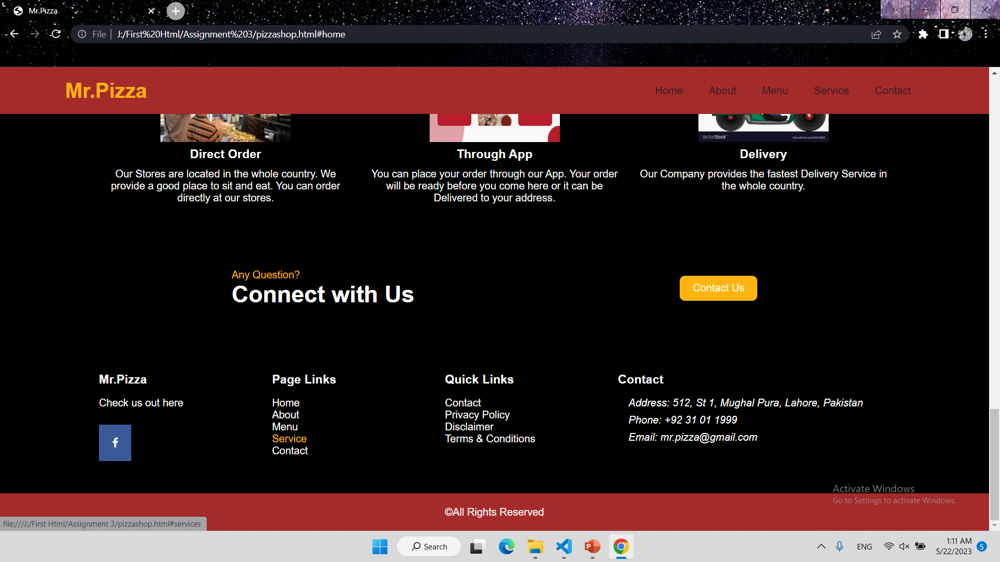 Mr.Pizza
File
J:/First%20Html/Assignment%203/pizzashop.html#home
Mr.Pizza
Home About Menu Service Contact
VectorStock®
VectorStock.com/24043621
Direct Order
Our Stores are located in the whole country. We
provide a good place to sit and eat. You can order
directly at our stores.
Through App
You can place your order through our App. Your order
will be ready before you come here or it can be
Delivered to your address.
Delivery
Our Company provides the fastest Delivery Service in
the whole country.
Any Question?
Connect with Us
Contact Us
Mr.Pizza
Check us out here
f
Page Links
Home
About
Menu
Service
Contact
Quick Links
Contact
Privacy Policy
Disclaimer
Terms & Conditions
Contact
Address: 512, St 1, Mughal Pura, Lahore, Pakistan
Phone: +92 31 01 1999
Email: mr.pizza@gmail.com
Activate Windows
Go to Settings to activate Windows.
©All Rights Reserved
file:///J:/First Html/Assignment 3/pizzashop.html#services
Search
ENG
1:11 AM
5/22/2023
5